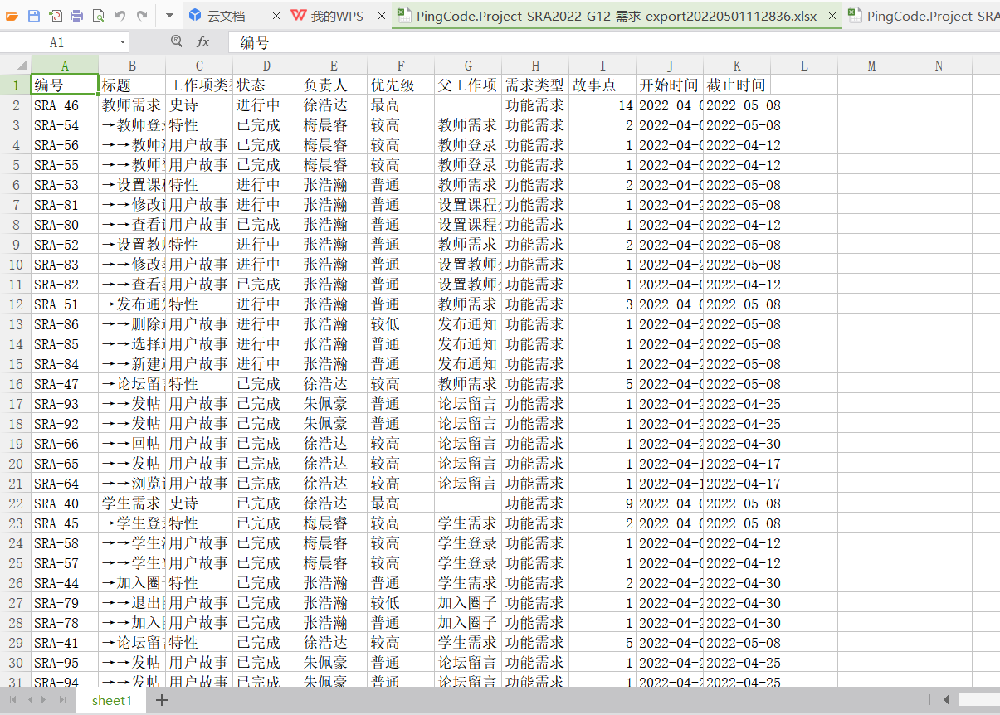 云文档 我的WPS PingCode.Project-SRA2022-G12-需求-export20220501112836.xlsx PingCode.Project-SRA
A1 fx 编号
A B C D E F G H I J K L M N
1 编号 标题 工作项类 状态 负责人 优先级 父工作项 需求类型 故事点 开始时间 截止时间
2 SRA-46 教师需求 史诗 进行中 徐浩达 最高 功能需求 14 2022-04-0 2022-05-08
3 SRA-54 →教师登 特性 已完成 梅晨睿 较高 教师需求 功能需求 2 2022-04-0 2022-05-08
4 SRA-56 →→教师 用户故事 已完成 梅晨睿 较高 教师登录 功能需求 1 2022-04-0 2022-04-12
5 SRA-55 →→教师 用户故事 已完成 梅晨睿 较高 教师登录 功能需求 1 2022-04-0 2022-04-12
6 SRA-53 →设置课 特性 进行中 张浩瀚 普通 教师需求 功能需求 2 2022-04-0 2022-05-08
7 SRA-81 →→修改 用户故事 进行中 张浩瀚 普通 设置课程 功能需求 1 2022-04-2 2022-05-08
8 SRA-80 →→查看 用户故事 已完成 张浩瀚 普通 设置课程 功能需求 1 2022-04-0 2022-04-12
9 SRA-52 →设置教 特性 进行中 张浩瀚 普通 教师需求 功能需求 2 2022-04-0 2022-05-08
10 SRA-83 →→修改 用户故事 进行中 张浩瀚 普通 设置教师 功能需求 1 2022-04-2 2022-05-08
11 SRA-82 →→查看 用户故事 已完成 张浩瀚 普通 设置教师 功能需求 1 2022-04-0 2022-04-12
12 SRA-51 →发布通 特性 进行中 张浩瀚 普通 教师需求 功能需求 3 2022-04-0 2022-05-08
13 SRA-86 →→删除 用户故事 进行中 张浩瀚 较低 发布通知 功能需求 1 2022-04-2 2022-05-08
14 SRA-85 →→选择 用户故事 进行中 张浩瀚 普通 发布通知 功能需求 1 2022-04-2 2022-05-08
15 SRA-84 →→新建 用户故事 进行中 张浩瀚 普通 发布通知 功能需求 1 2022-04-2 2022-05-08
16 SRA-47 →论坛留 特性 已完成 徐浩达 较高 教师需求 功能需求 5 2022-04-0 2022-05-08
17 SRA-93 →→发帖 用户故事 已完成 朱佩豪 普通 论坛留言 功能需求 1 2022-04-2 2022-04-25
18 SRA-92 →→发帖 用户故事 已完成 朱佩豪 普通 论坛留言 功能需求 1 2022-04-2 2022-04-25
19 SRA-66 →→回帖 用户故事 已完成 徐浩达 较高 论坛留言 功能需求 1 2022-04-2 2022-04-30
20 SRA-65 →→发帖 用户故事 已完成 徐浩达 较高 论坛留言 功能需求 1 2022-04-1 2022-04-17
21 SRA-64 →→浏览 用户故事 已完成 徐浩达 较高 论坛留言 功能需求 1 2022-04-1 2022-04-17
22 SRA-40 学生需求 史诗 已完成 徐浩达 最高 功能需求 9 2022-04-0 2022-05-08
23 SRA-45 →学生登 特性 已完成 梅晨睿 较高 学生需求 功能需求 2 2022-04-0 2022-05-08
24 SRA-58 →→学生 用户故事 已完成 梅晨睿 较高 学生登录 功能需求 1 2022-04-0 2022-04-12
25 SRA-57 →→学生 用户故事 已完成 梅晨睿 较高 学生登录 功能需求 1 2022-04-0 2022-04-12
26 SRA-44 →加入圈 特性 已完成 张浩瀚 普通 学生需求 功能需求 2 2022-04-2 2022-04-30
27 SRA-79 →→退出 用户故事 已完成 张浩瀚 较低 加入圈子 功能需求 1 2022-04-2 2022-04-30
28 SRA-78 →→加入 用户故事 已完成 张浩瀚 普通 加入圈子 功能需求 1 2022-04-2 2022-04-30
29 SRA-41 →论坛留 特性 已完成 徐浩达 较高 学生需求 功能需求 5 2022-04-0 2022-05-08
30 SRA-95 →→发帖 用户故事 已完成 朱佩豪 普通 论坛留言 功能需求 1 2022-04-2 2022-04-25
31 SRA-94 →→发帖 用户故事 已完成 朱佩豪 普通 论坛留言 功能需求 1 2022-04-2 2022-04-25
sheet1